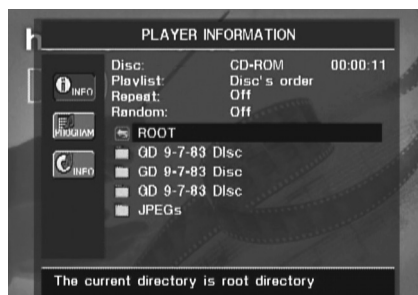 PLAYER INFORMATION
Disc: CD-ROM 00:00:11
Playlist: Disc's order
Repeat: Off
Random: Off
INFO
PROGRAM
INFO
ROOT
GD 9-7-83 DIsc
GD 9-7-83 Disc
GD 9-7-83 Disc
JPEGs
The current directory is root directory